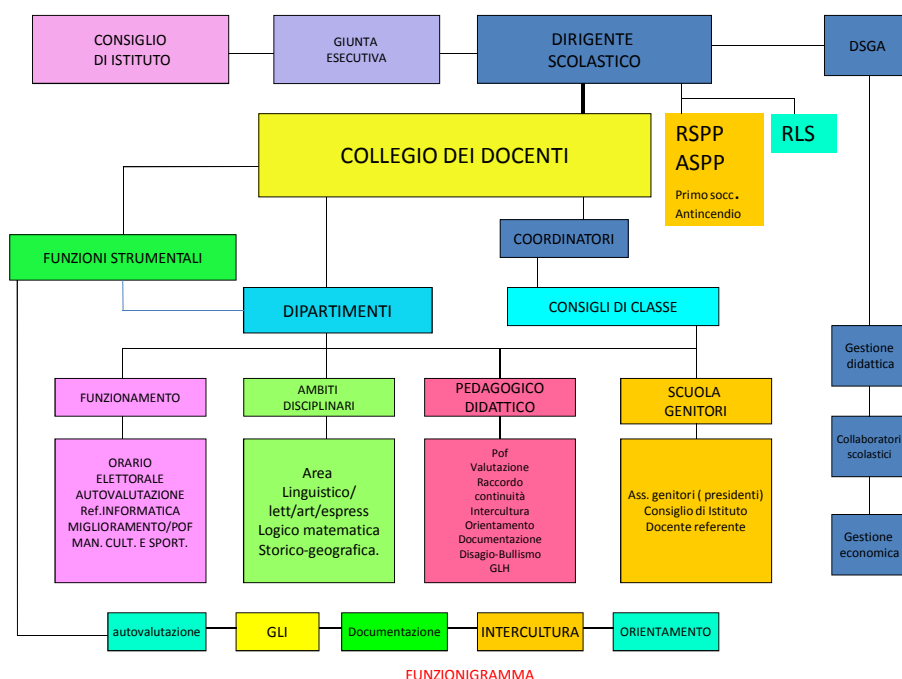 CONSIGLIO
DI ISTITUTO
GIUNTA
ESECUTIVA
DIRIGENTE
SCOLASTICO
DSGA
COLLEGIO DEI DOCENTI
RSPP
ASPP
Primo socc.
Antincendio
RLS
FUNZIONI STRUMENTALI
COORDINATORI
DIPARTIMENTI
CONSIGLI DI CLASSE
Gestione
didattica
FUNZIONAMENTO
AMBITI
DISCIPLINARI
PEDAGOGICO
DIDATTICO
SCUOLA
GENITORI
Collaboratori
scolastici
ORARIO
ELETTORALE
AUTOVALUTAZIONE
Ref.INFORMATICA
MIGLIORAMENTO/POF
MAN. CULT. E SPORT.
Area
Linguistico/
lett/art/espress
Logico matematica
Storico-geografica.
Pof
Valutazione
Raccordo
continuità
Intercultura
Orientamento
Documentazione
Disagio-Bullismo
GLH
Ass. genitori ( presidenti)
Consiglio di Istituto
Docente referente
Gestione
economica
autovalutazione
GLI
Documentazione
INTERCULTURA
ORIENTAMENTO
FUNZIONIGRAMMA